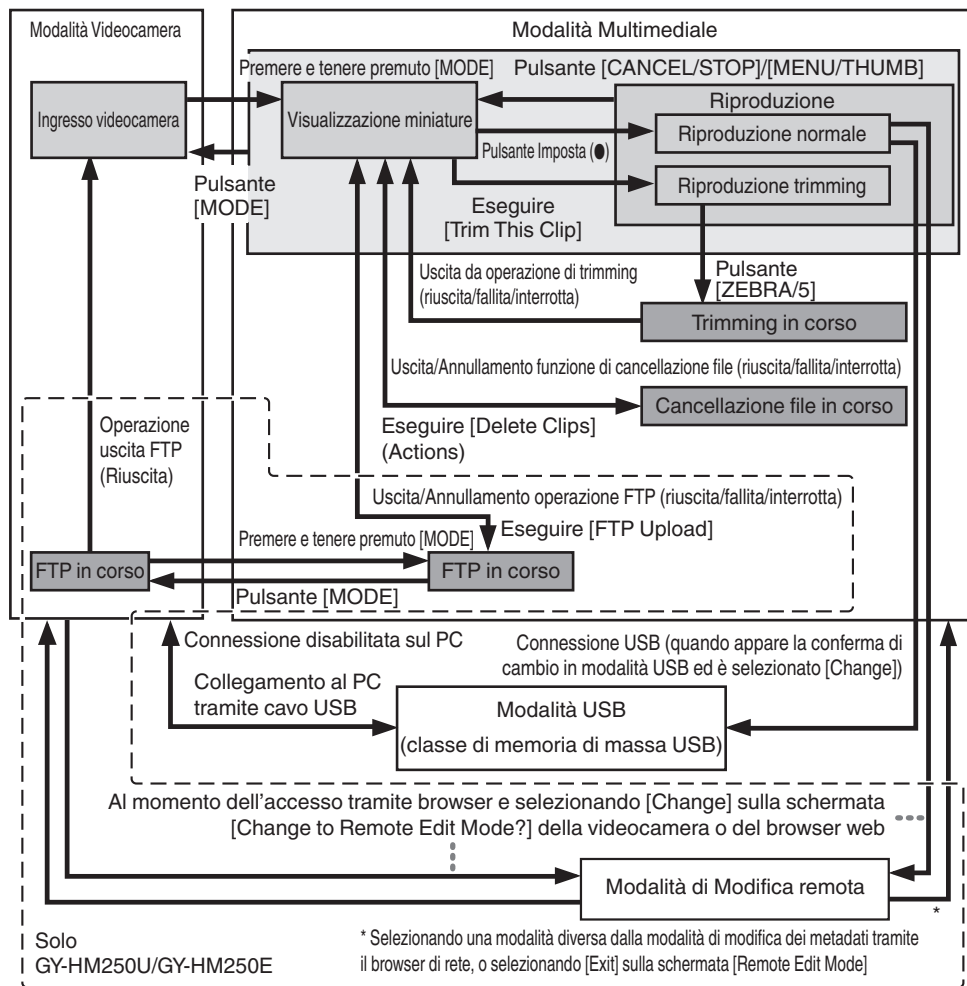 Modalità Videocamera
Modalità Multimediale
Premere e tenere premuto [MODE]
Pulsante [CANCEL/STOP]/[MENU/THUMB]
Ingresso videocamera
Visualizzazione miniature
Riproduzione
Riproduzione normale
Pulsante Imposta (●)
Riproduzione trimming
Pulsante
[MODE]
Eseguire
[Trim This Clip]
Uscita da operazione di trimming
(riuscita/fallita/interrotta)
Pulsante
[ZEBRA/5]
Trimming in corso
Uscita/Annullamento funzione di cancellazione file (riuscita/fallita/interrotta)
Cancellazione file in corso
Eseguire [Delete Clips]
(Actions)
Operazione
uscita FTP
(Riuscita)
Uscita/Annullamento operazione FTP (riuscita/fallita/interrotta)
Eseguire [FTP Upload]
Premere e tenere premuto [MODE]
FTP in corso
FTP in corso
Pulsante [MODE]
Connessione disabilitata sul PC
Connessione USB (quando appare la conferma di
cambio in modalità USB ed è selezionato [Change])
Collegamento al PC
tramite cavo USB
Modalità USB
(classe di memoria di massa USB)
Al momento dell'accesso tramite browser e selezionando [Change] sulla schermata
[Change to Remote Edit Mode?] della videocamera o del browser web
Modalità di Modifica remota
*
Solo
GY-HM250U/GY-HM250E
* Selezionando una modalità diversa dalla modalità di modifica dei metadati tramite
il browser di rete, o selezionando [Exit] sulla schermata [Remote Edit Mode]